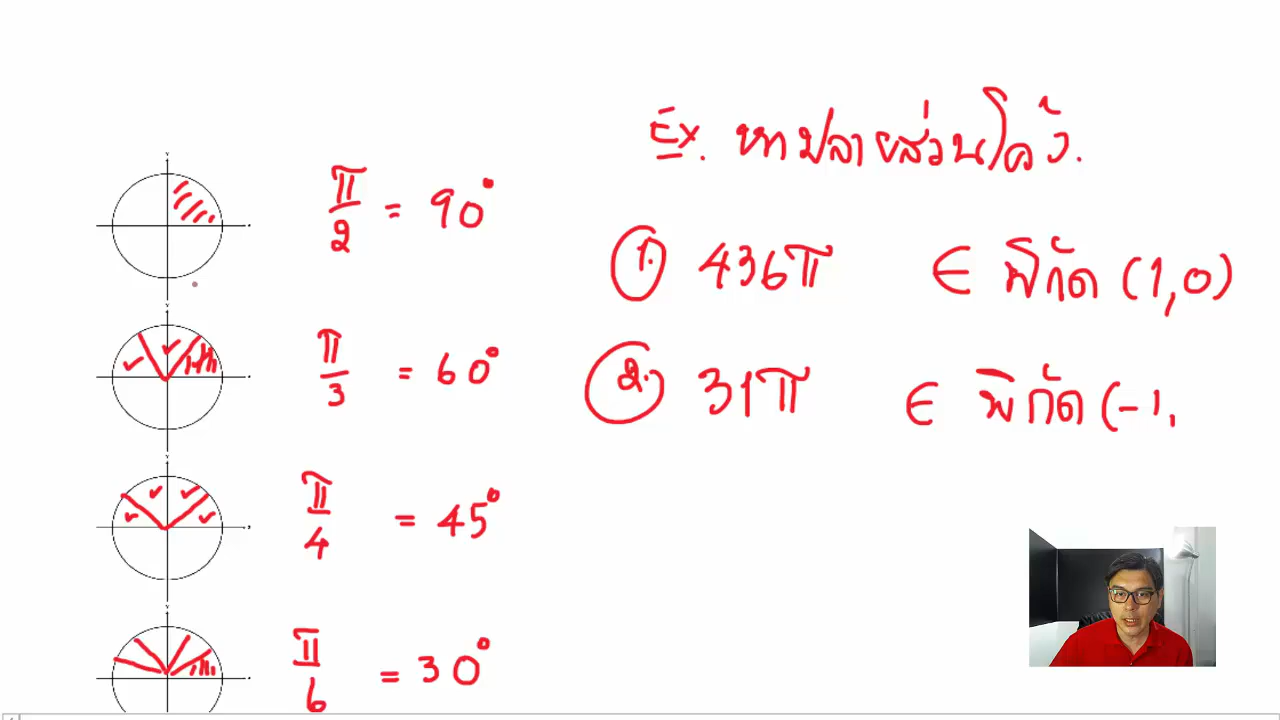 π/2 = 90°
π/3 = 60°
π/4 = 45°
π/6 = 30°
Ex. หาปลายส่วนโค้ง.
1. 436π ∈ พิกัด (1,0)
2. 31π ∈ พิกัด (-1,